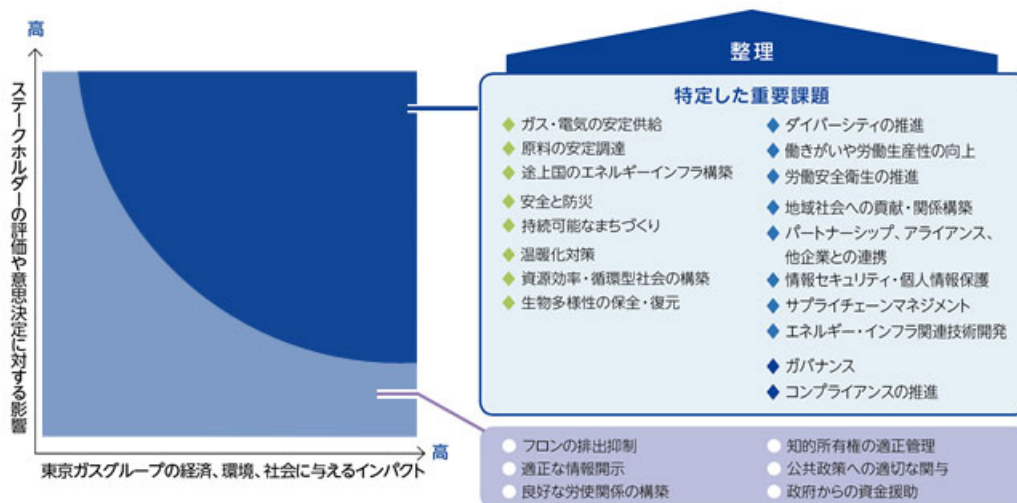 高
ステークホルダーの評価や意思決定に対する影響
高
東京ガスグループの経済、環境、社会に与えるインパクト
整理
特定した重要課題
ガス・電気の安定供給
原料の安定調達
途上国のエネルギーインフラ構築
安全と防災
持続可能なまちづくり
温暖化対策
資源効率・循環型社会の構築
生物多様性の保全・復元
ダイバーシティの推進
働きがいや労働生産性の向上
労働安全衛生の推進
地域社会への貢献・関係構築
パートナーシップ、アライアンス、
他企業との連携
情報セキュリティ・個人情報保護
サプライチェーンマネジメント
エネルギー・インフラ関連技術開発
ガバナンス
コンプライアンスの推進
フロンの排出抑制
適正な情報開示
良好な労使関係の構築
知的所有権の適正管理
公共政策への適切な関与
政府からの資金援助